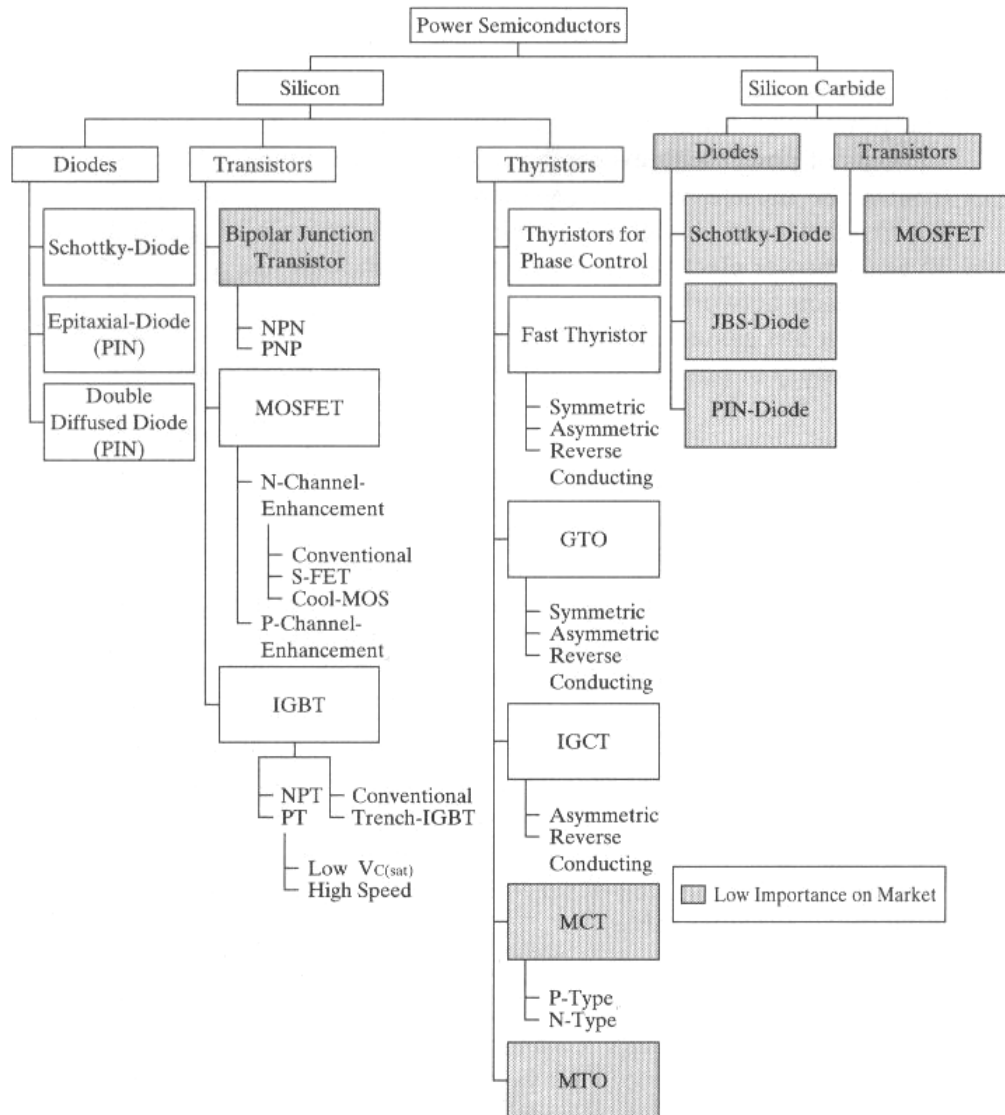 Power Semiconductors
Silicon
Silicon Carbide
Diodes
Transistors
Thyristors
Diodes
Transistors
Schottky-Diode
Epitaxial-Diode
(PIN)
Double
Diffused Diode
(PIN)
Bipolar Junction
Transistor
NPN
PNP
MOSFET
N-Channel-
Enhancement
Conventional
S-FET
Cool-MOS
P-Channel-
Enhancement
IGBT
NPT
PT
Conventional
Trench-IGBT
Low VC(sat)
High Speed
Thyristors for
Phase Control
Fast Thyristor
Symmetric
Asymmetric
Reverse
Conducting
GTO
Symmetric
Asymmetric
Reverse
Conducting
IGCT
Asymmetric
Reverse
Conducting
MCT
P-Type
N-Type
MTO
Schottky-Diode
JBS-Diode
PIN-Diode
MOSFET
Low Importance on Market